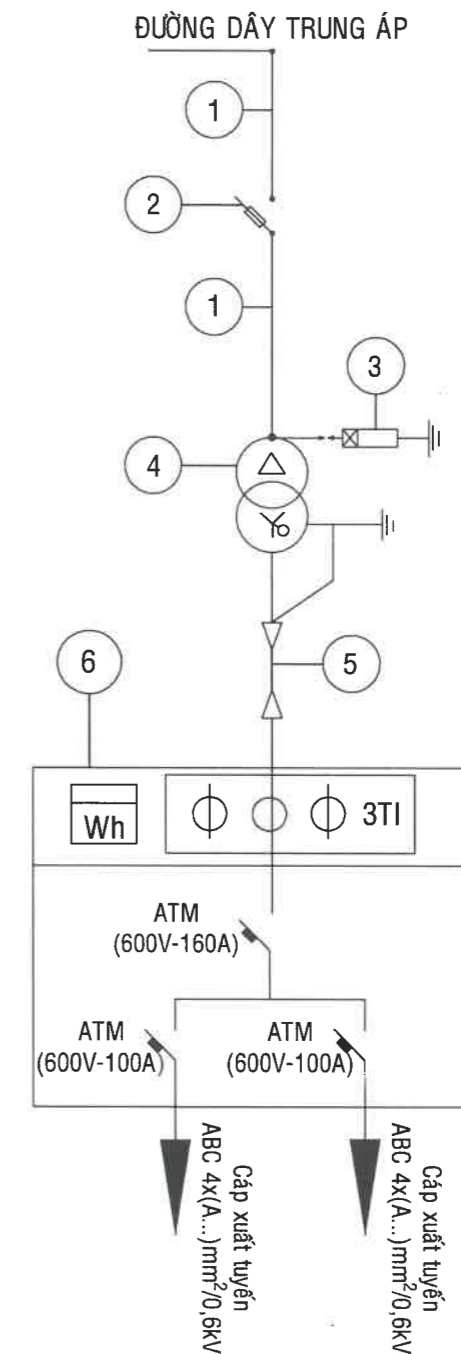 ĐƯỜNG DÂY TRUNG ÁP
1
2
1
3
4
5
6
Wh
3TI
ATM
(600V-160A)
ATM
(600V-100A)
ATM
(600V-100A)
Cáp xuất tuyến
ABC 4x(A...)mm²/0,6kV
Cáp xuất tuyến
ABC 4x(A...)mm²/0,6kV